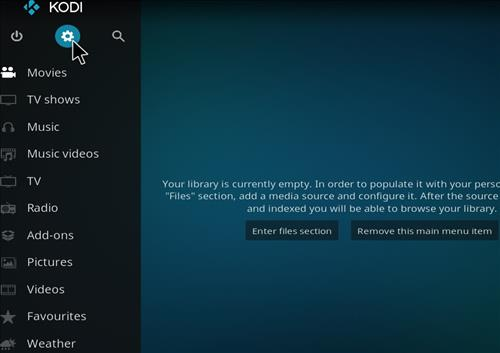 KODI
Movies
TV shows
Music
Music videos
TV
Radio
Add-ons
Pictures
Videos
Favourites
Weather
Your library is currently empty. In order to populate it with your
"Files" section, add a media source and configure it. After the source
and indexed you will be able to browse your library.
Enter files section
Remove this main menu item